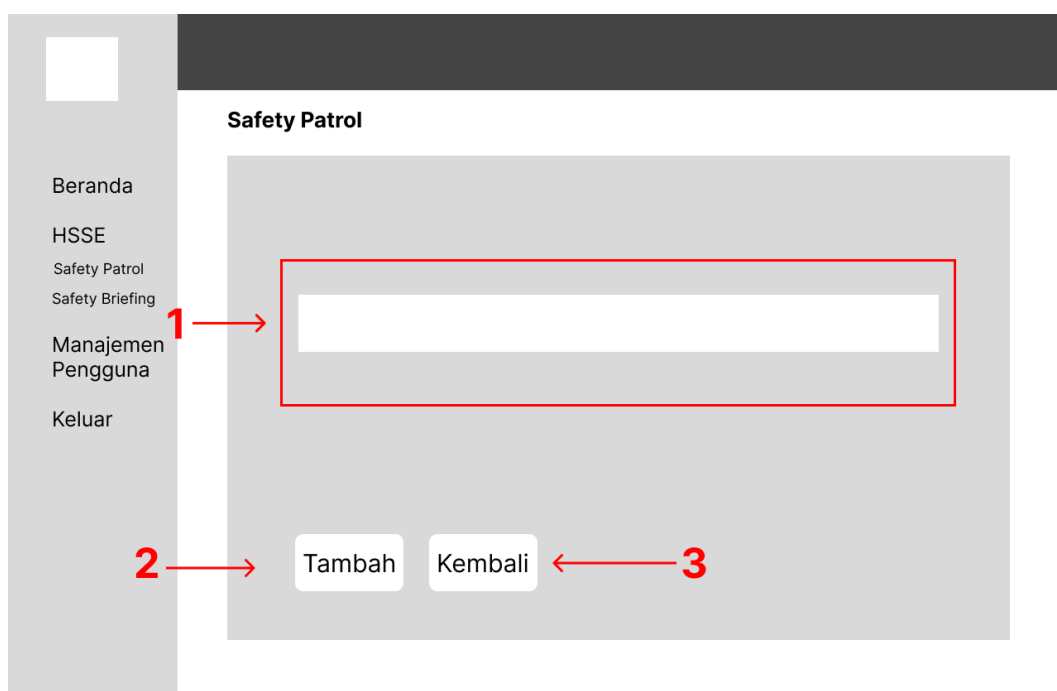 Safety Patrol
Beranda
HSSE
Safety Patrol
Safety Briefing
Manajemen
Pengguna
Keluar
1
2
Tambah
Kembali
3